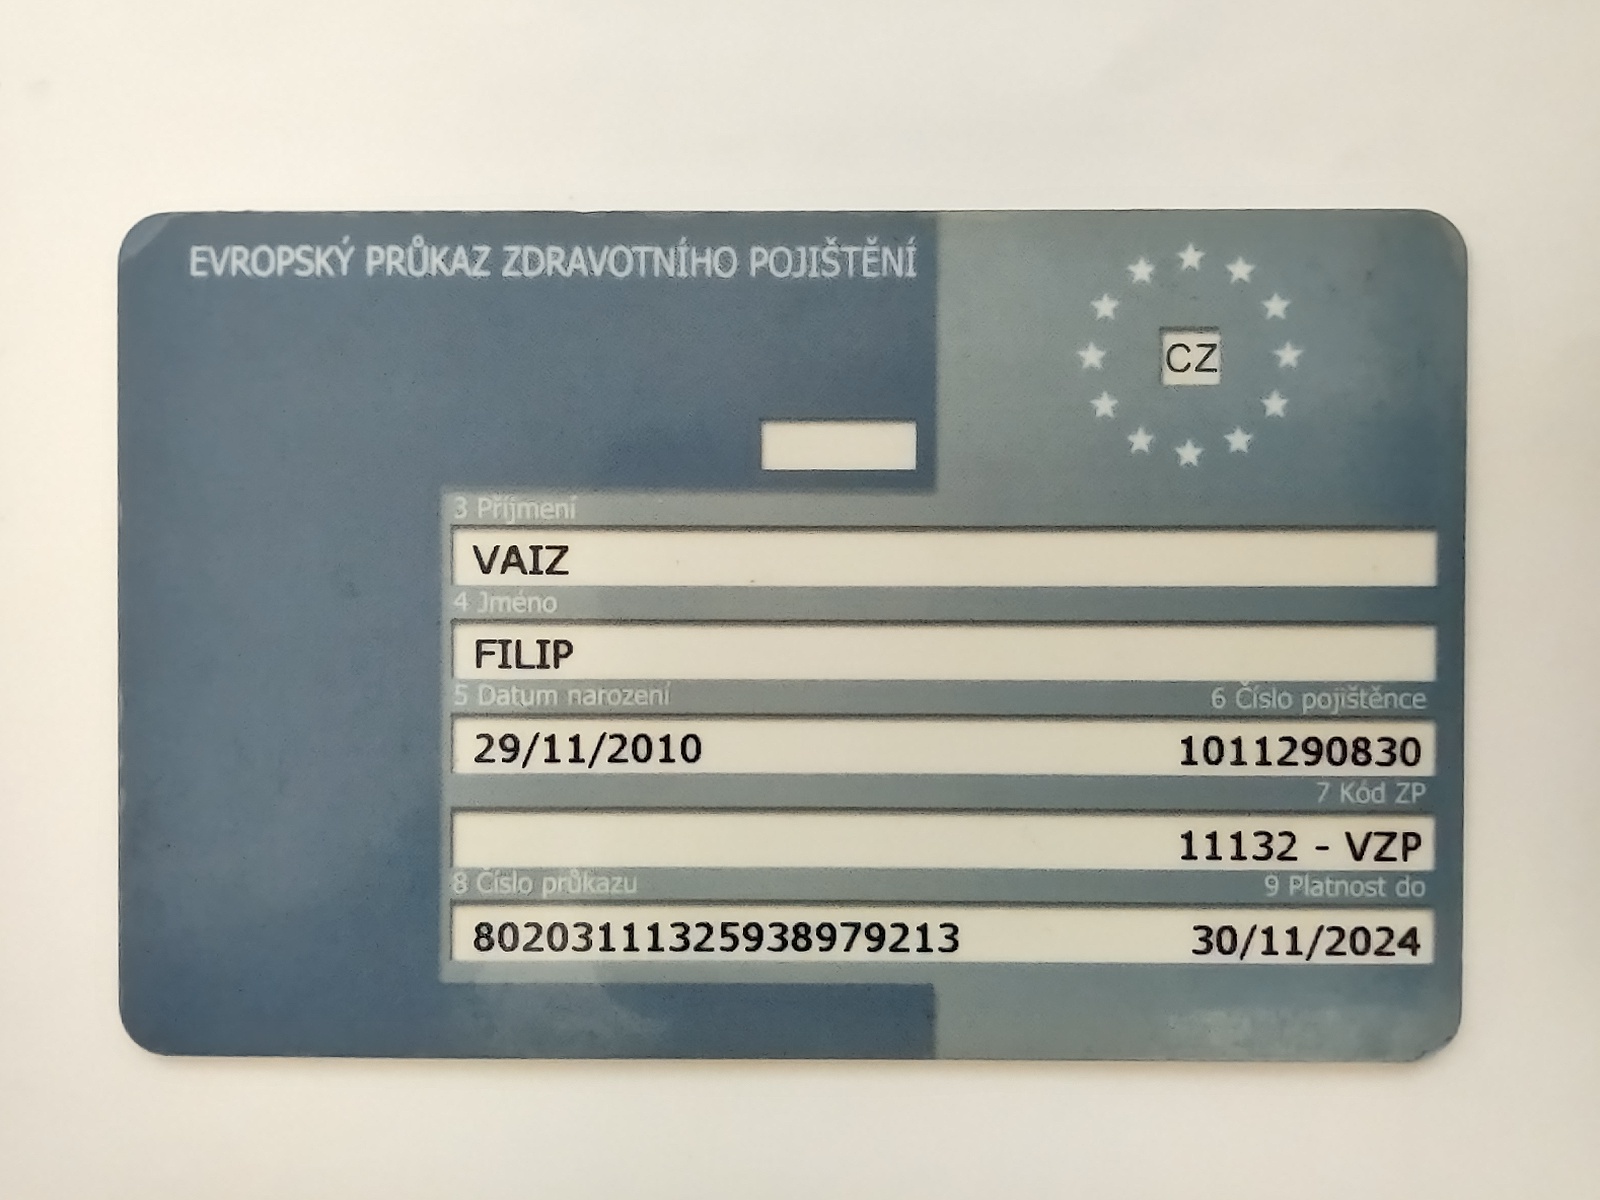 EVROPSKÝ PRŮKAZ ZDRAVOTNÍHO POJIŠTĚNÍ
CZ
3 Příjmení
VAIZ
4 Jméno
FILIP
5 Datum narození 6 Číslo pojištěnce
29/11/2010 1011290830
7 Kód ZP
11132 - VZP
8 Číslo průkazu 9 Platnost do
80203111325938979213 30/11/2024